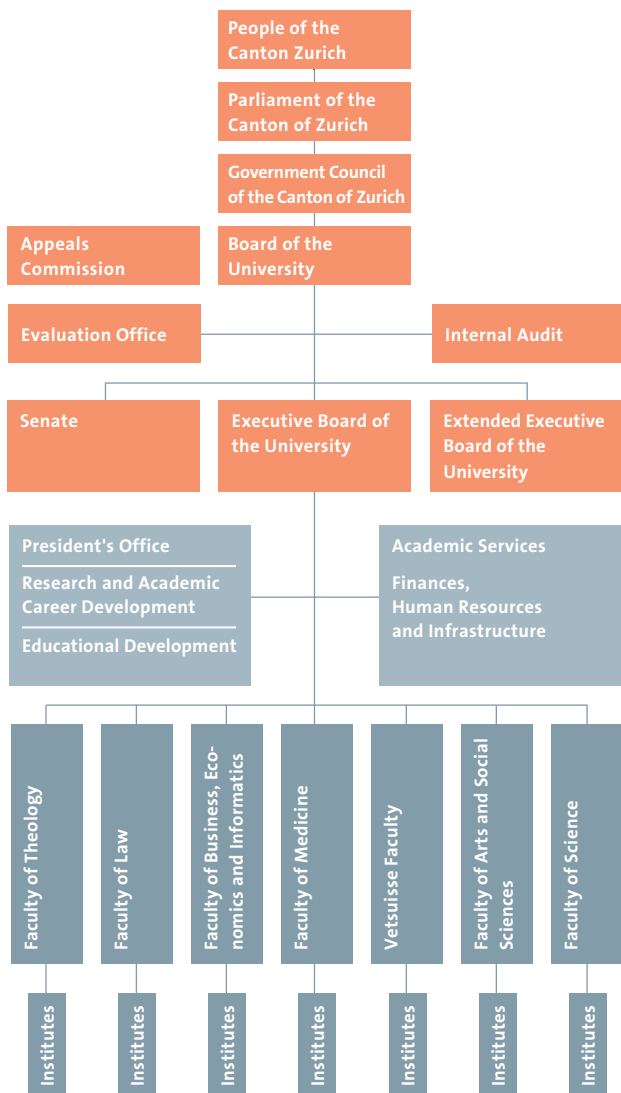 People of the
Canton Zurich
Parliament of the
Canton of Zurich
Government Council
of the Canton of Zurich
Appeals
Commission
Board of the
University
Evaluation Office
Internal Audit
Senate
Executive Board of
the University
Extended Executive
Board of the
University
President's Office
Research and Academic
Career Development
Educational Development
Academic Services
Finances,
Human Resources
and Infrastructure
Faculty of Theology
Faculty of Law
Faculty of Business, Eco-
nomics and Informatics
Faculty of Medicine
Vetsuisse Faculty
Faculty of Arts and Social
Sciences
Faculty of Science
Institutes
Institutes
Institutes
Institutes
Institutes
Institutes
Institutes